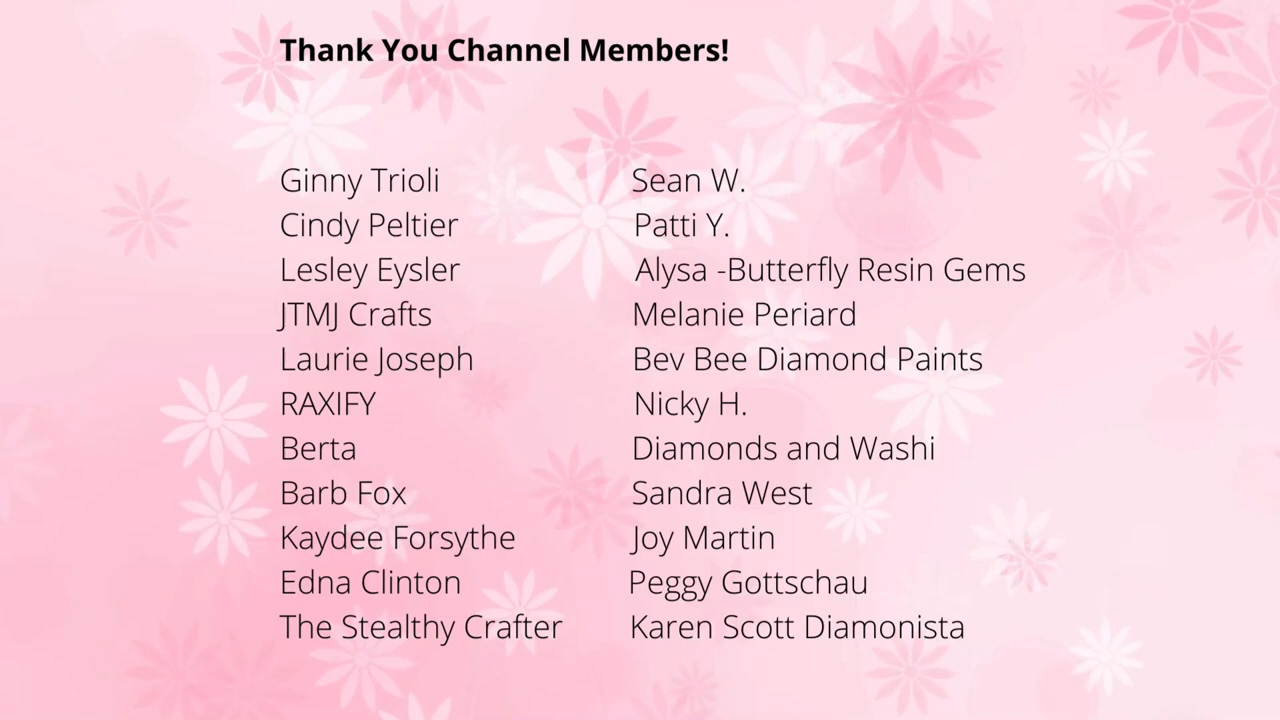 Thank You Channel Members!
Ginny Trioli
Cindy Peltier
Lesley Eysler
JTMJ Crafts
Laurie Joseph
RAXIFY
Berta
Barb Fox
Kaydee Forsythe
Edna Clinton
The Stealthy Crafter
Sean W.
Patti Y.
Alysa -Butterfly Resin Gems
Melanie Periard
Bev Bee Diamond Paints
Nicky H.
Diamonds and Washi
Sandra West
Joy Martin
Peggy Gottschau
Karen Scott Diamonista